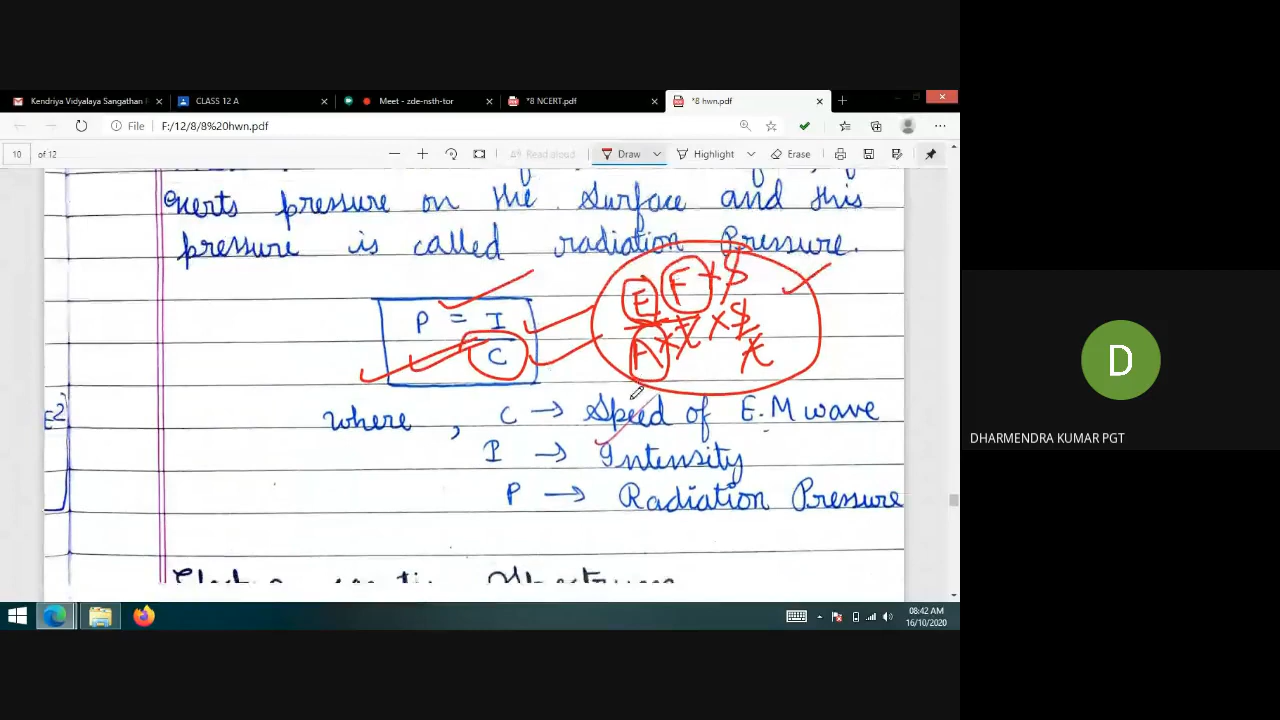 Kendriya Vidyalaya Sangathan
CLASS 12 A
Meet - zde-nsth-tor
*8 NCERT.pdf
*8 hwn.pdf
File
F:/12/8/8%20hwn.pdf
10 of 12
Read aloud
Draw
Highlight
Erase
exerts pressure on the surface and this
pressure is called radiation Pressure.
P = I
C
E F × $
A × t × $
t
E²
where, C → Speed of E.M wave
I → Intensity
P → Radiation Pressure
08:42 AM
16/10/2020
D
DHARMENDRA KUMAR PGT